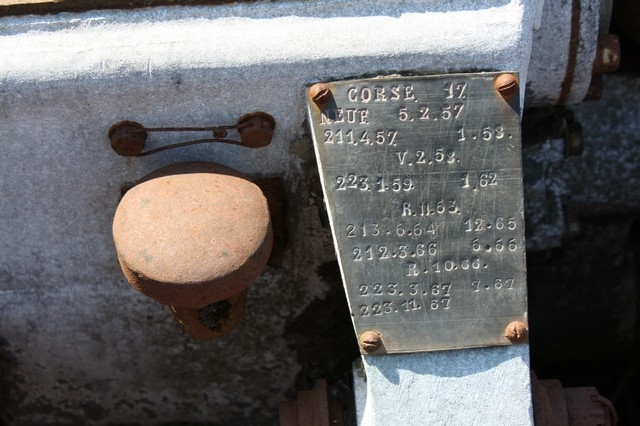 CORSE 17
NEUF 5.2.57
211.4.57 1.58.
V.2.58.
223.1.59 1.62
R.11.63.
213.6.64 12.65
212.3.66 6.66
R.10.66.
223.3.67 7.67
223.11.67